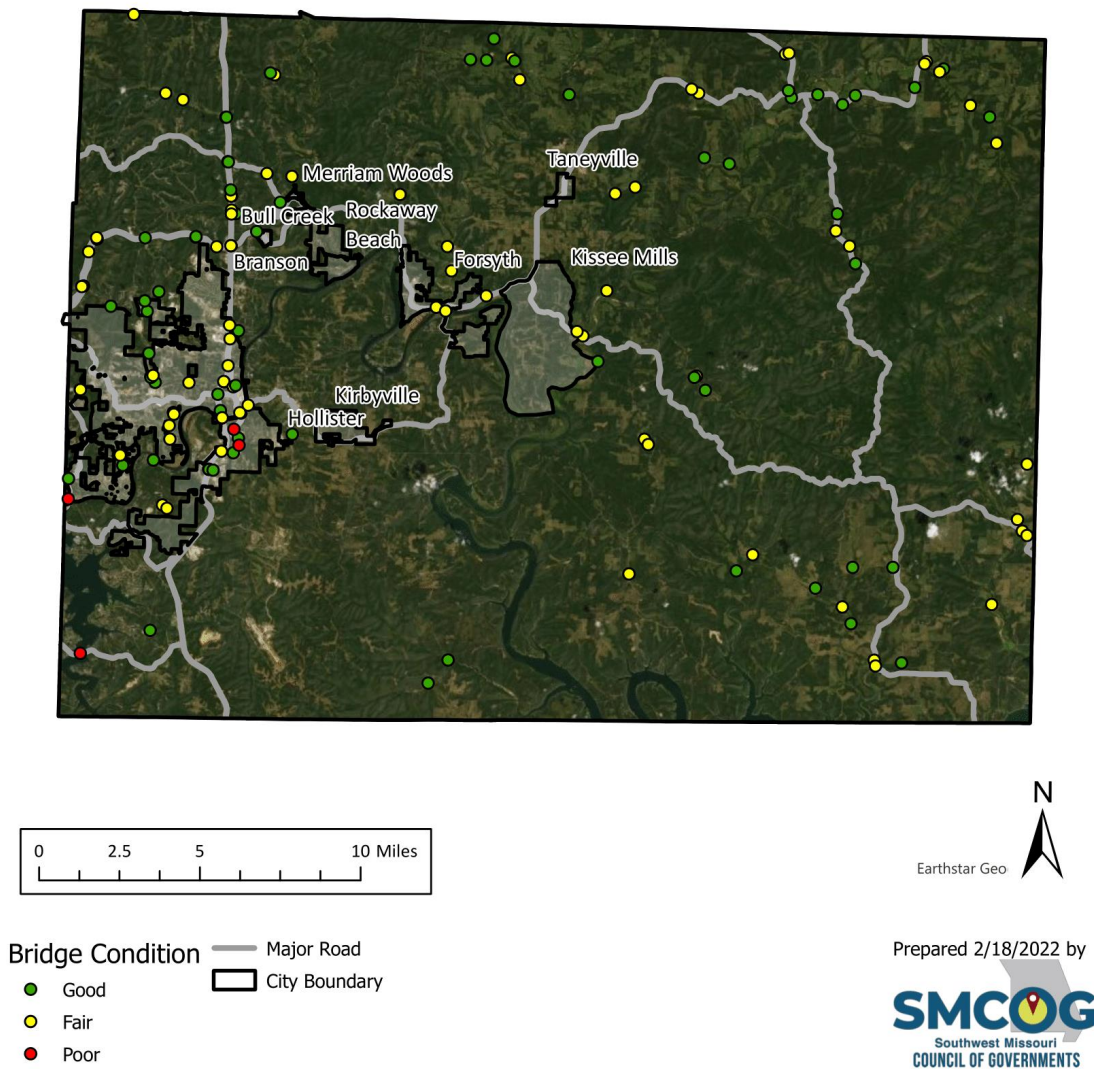 Taneyville
Merriam Woods
Rockaway
Beach
Bull Creek
Branson
Forsyth
Kissee Mills
Kirbyville
Hollister
N
0 2.5 5 10 Miles
Earthstar Geo
Bridge Condition
Good
Fair
Poor
Major Road
City Boundary
Prepared 2/18/2022 by
SMCOG
Southwest Missouri
COUNCIL OF GOVERNMENTS